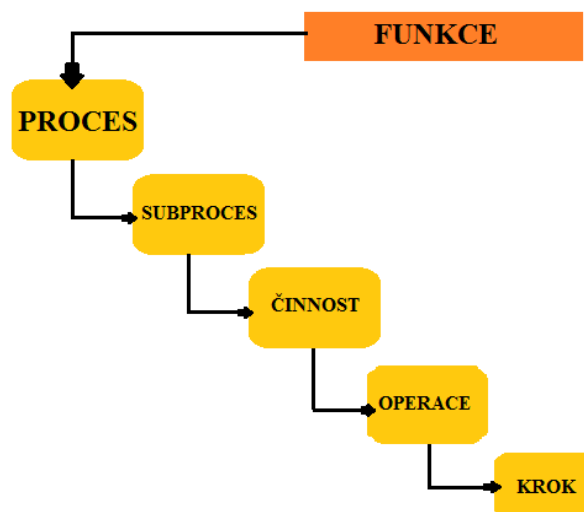 FUNKCE
PROCES
SUBPROCES
ČINNOST
OPERACE
KROK